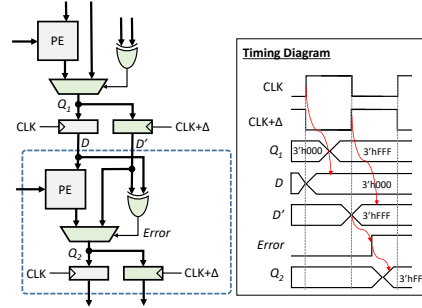 PE
Q1
CLK
CLK+Δ
D
D'
PE
Error
Q2
CLK
CLK+Δ
Timing Diagram
CLK
CLK+Δ
Q1
3'h000
3'hFFF
D
3'h000
D'
3'hFFF
Error
Q2
3'hFF